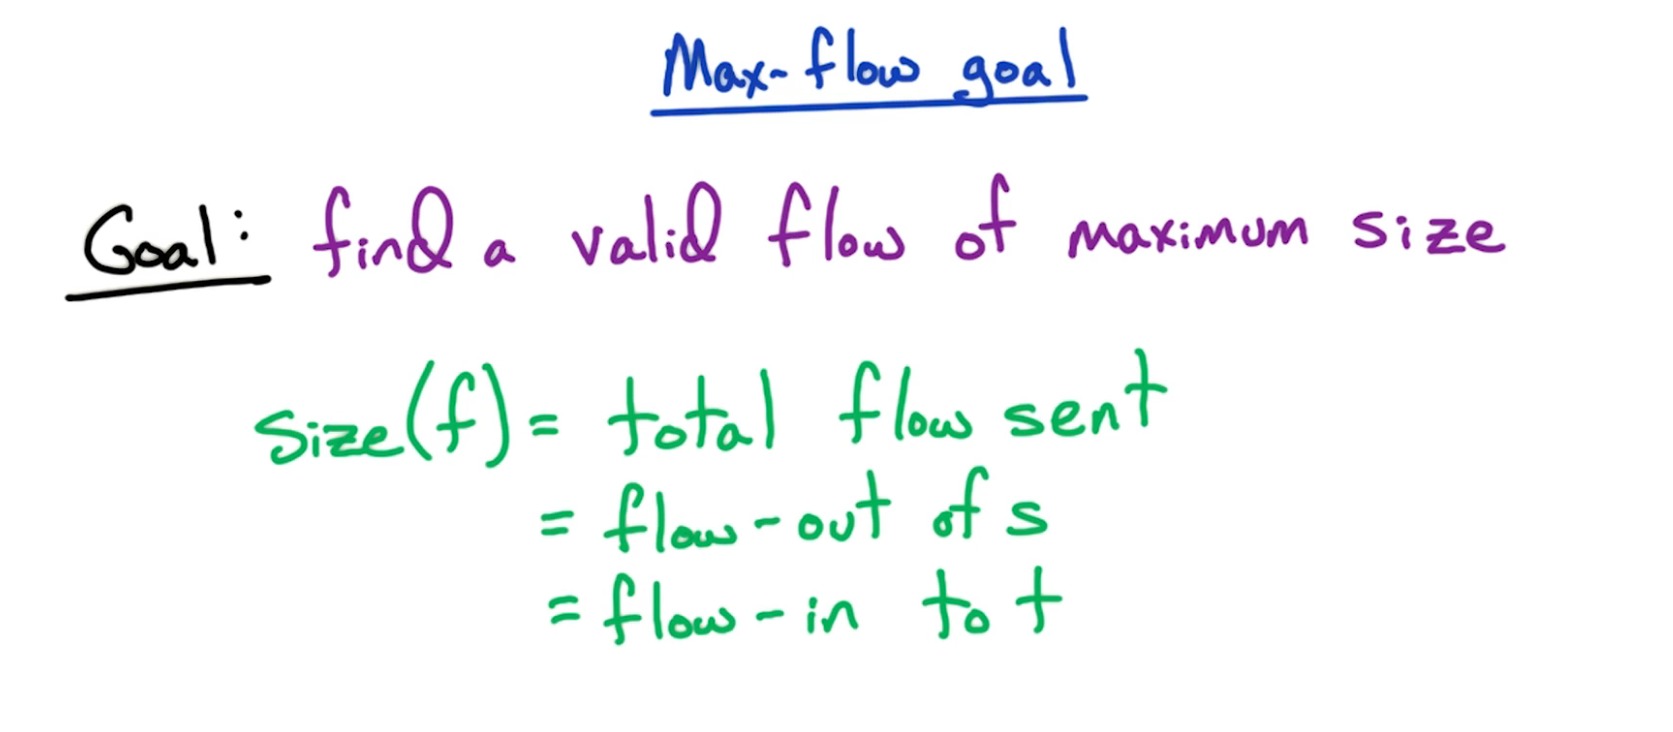 Max-flow goal
Goal: find a valid flow of maximum size
size(f) = total flow sent
= flow-out of s
= flow-in to t